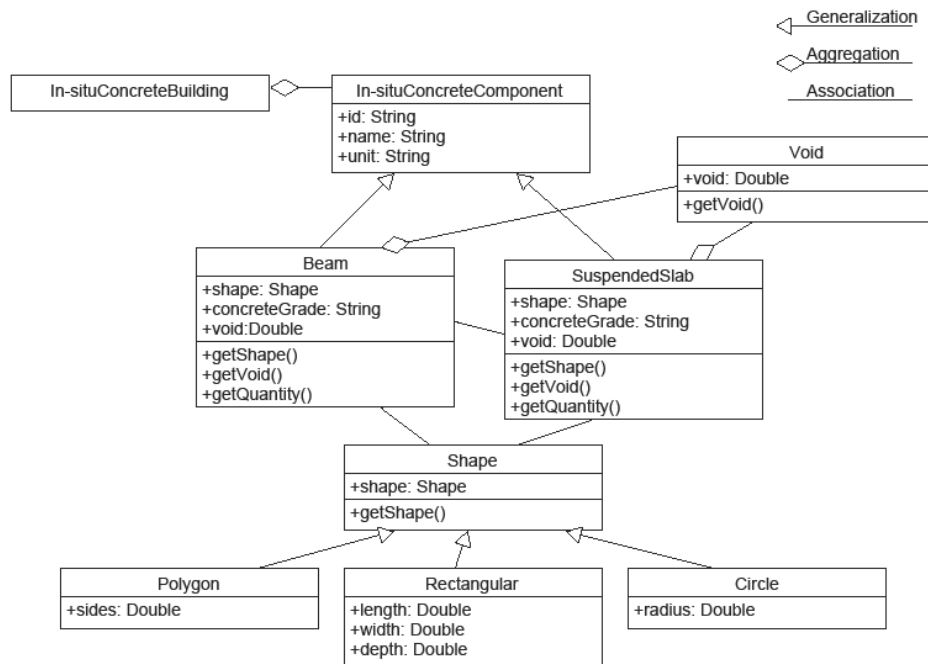 Generalization
Aggregation
Association
In-situConcreteBuilding
In-situConcreteComponent
+id: String
+name: String
+unit: String
Void
+void: Double
+getVoid()
Beam
+shape: Shape
+concreteGrade: String
+void:Double
+getShape()
+getVoid()
+getQuantity()
SuspendedSlab
+shape: Shape
+concreteGrade: String
+void: Double
+getShape()
+getVoid()
+getQuantity()
Shape
+shape: Shape
+getShape()
Polygon
+sides: Double
Rectangular
+length: Double
+width: Double
+depth: Double
Circle
+radius: Double